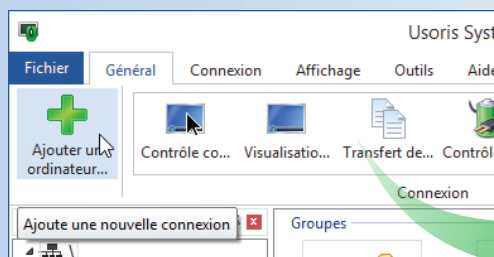 Usoris Syst
Fichier Général Connexion Affichage Outils Aide
Ajouter un ordinateur...
Contrôle co... Visualisatio... Transfert de... Contrôl
Connexion
Ajoute une nouvelle connexion
Groupes